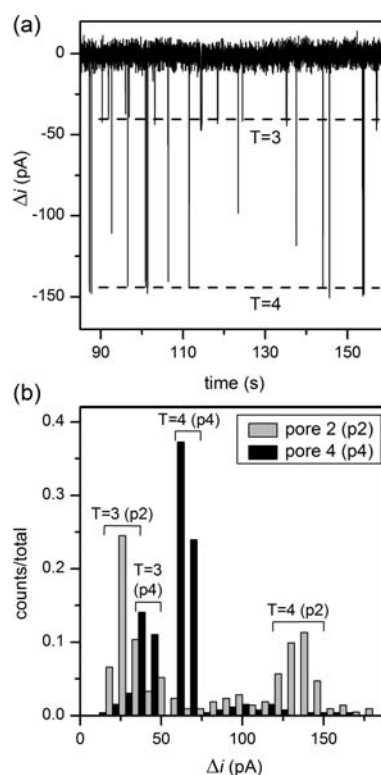 (a)
0
-50
-100
-150
Δi (pA)
T=3
T=4
90
110
130
150
time (s)
(b)
0.4
0.3
0.2
0.1
0.0
counts/total
T=4 (p4)
pore 2 (p2)
pore 4 (p4)
T=3 (p2)
T=3
(p4)
T=4 (p2)
0
50
100
150
Δi (pA)